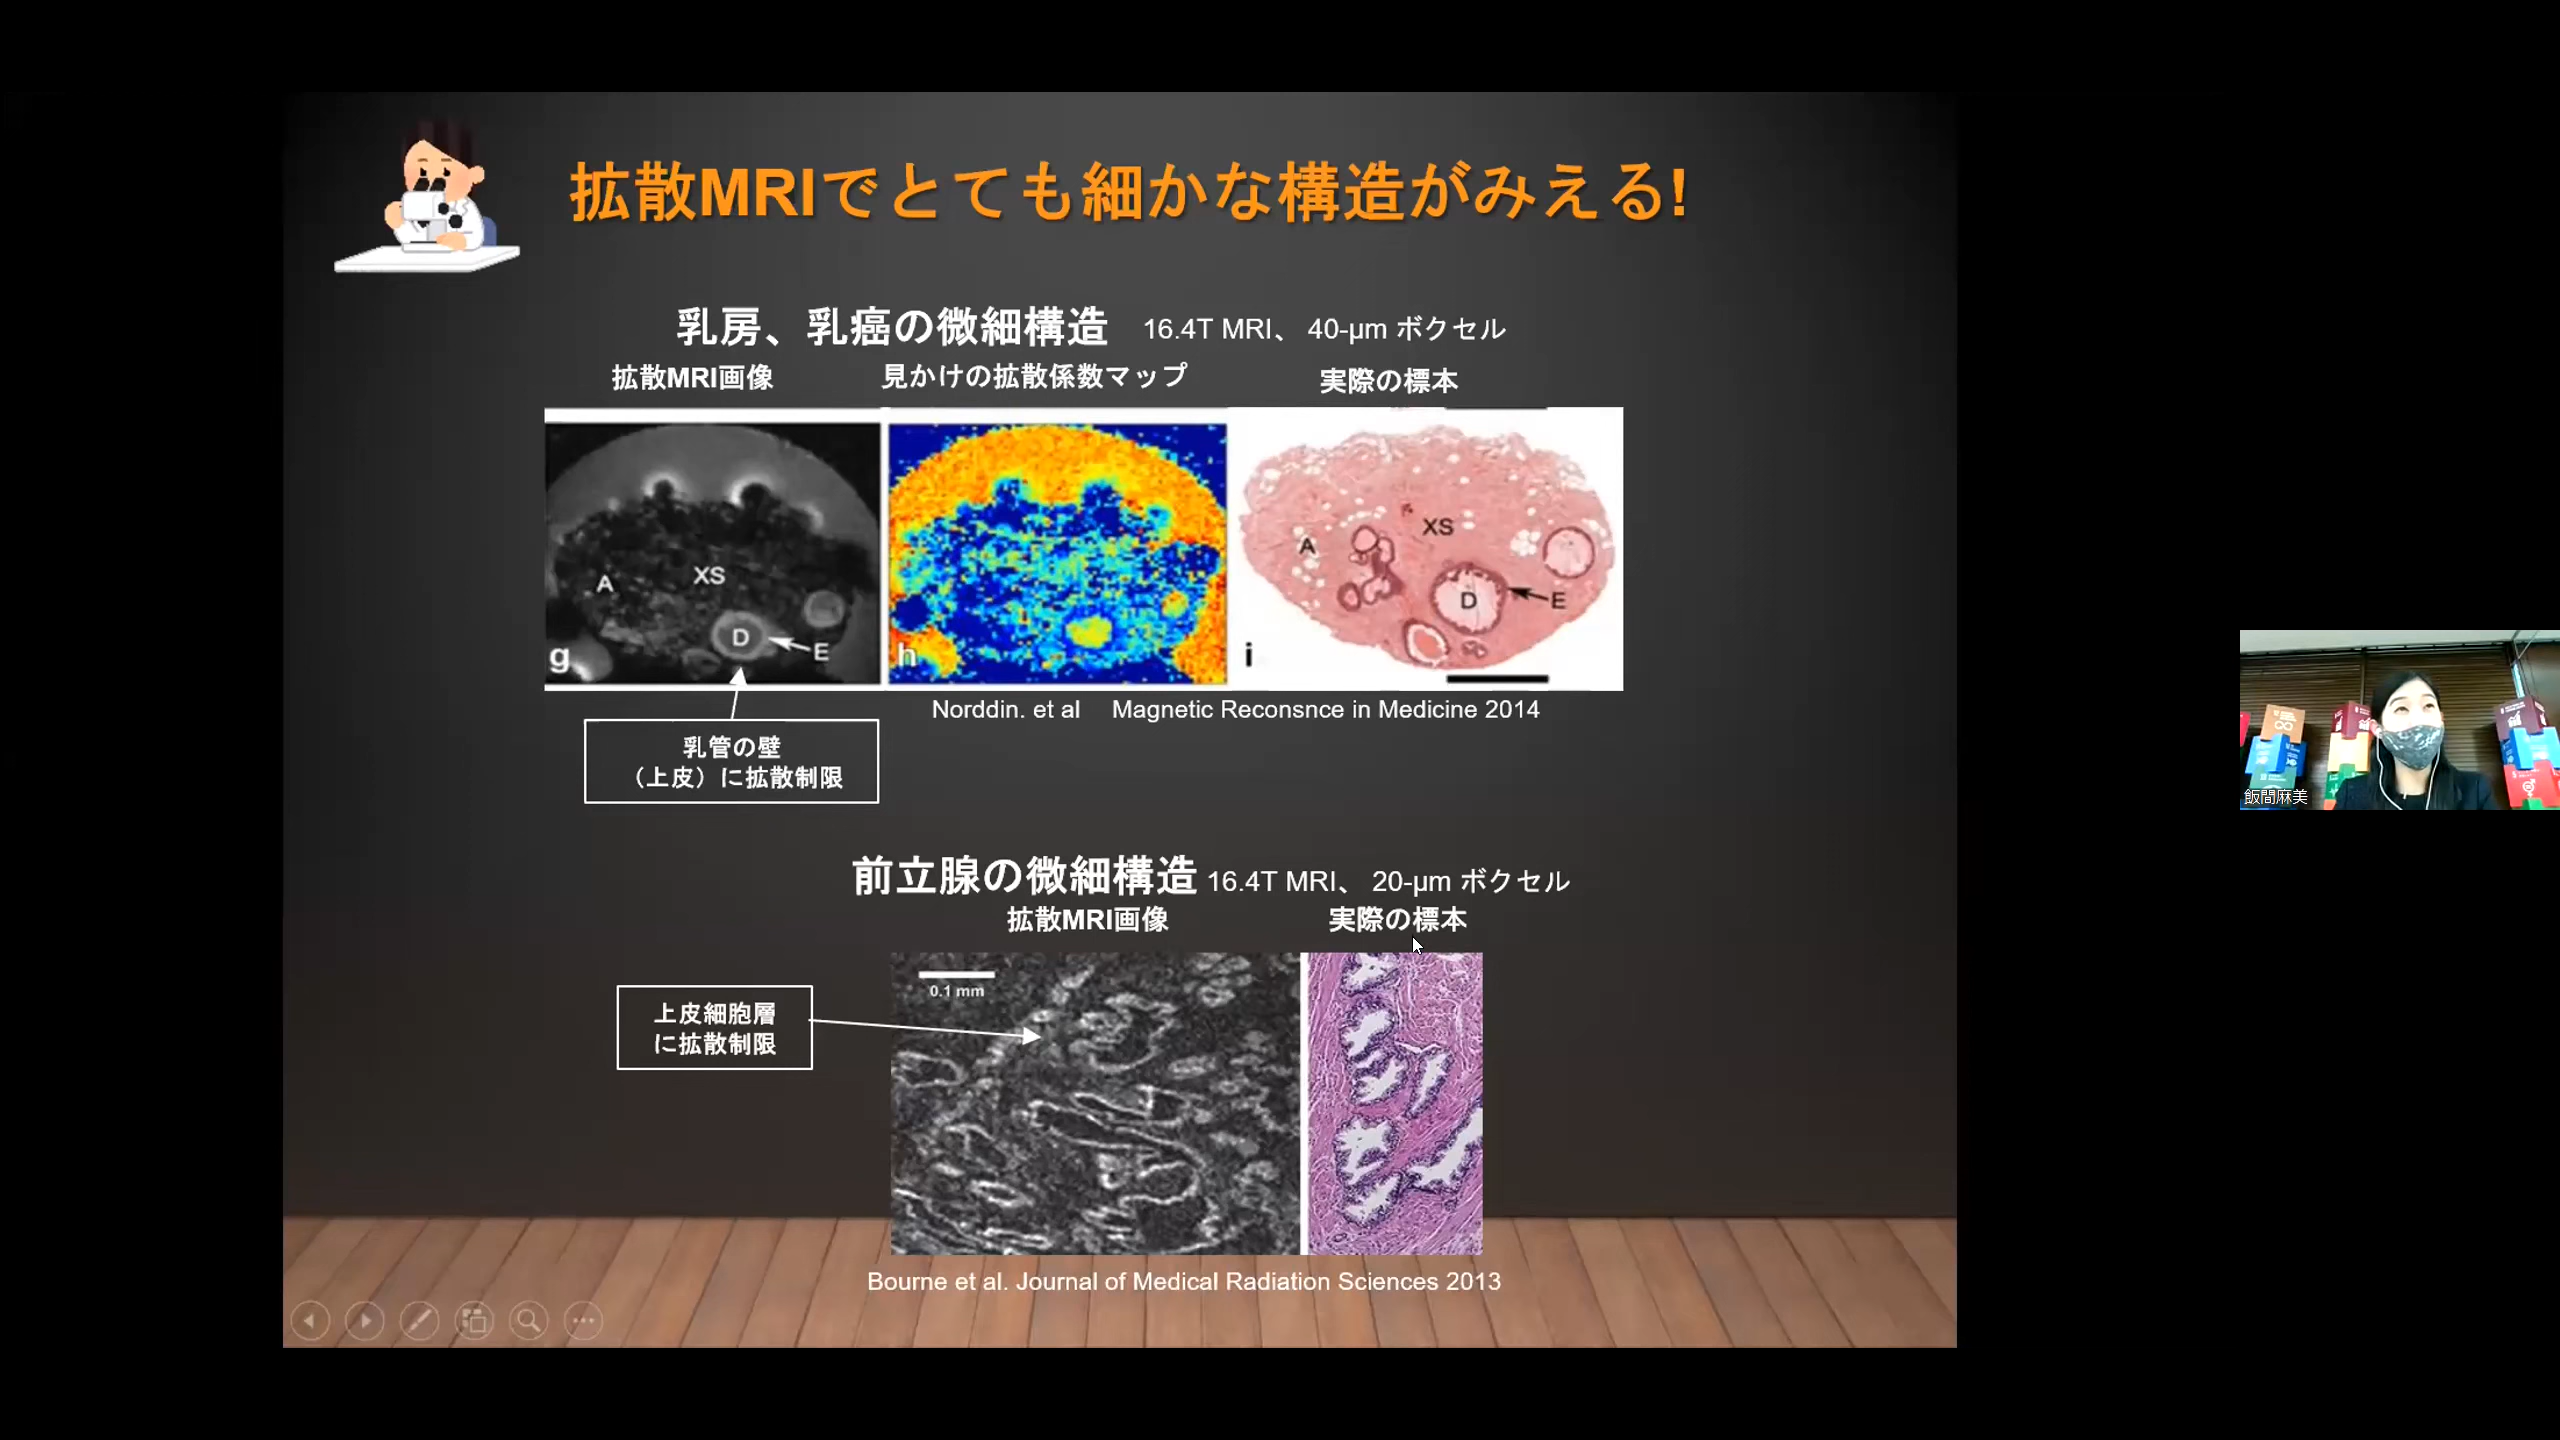 拡散MRIでとても細かな構造がみえる!
乳房、乳癌の微細構造 16.4T MRI、 40-μm ボクセル
拡散MRI画像 見かけの拡散係数マップ 実際の標本
A XS D E g
h
A XS D E i
Norddin. et al Magnetic Reconsnce in Medicine 2014
乳管の壁
（上皮）に拡散制限
前立腺の微細構造 16.4T MRI、 20-μm ボクセル
拡散MRI画像 実際の標本
0.1 mm
上皮細胞層
に拡散制限
Bourne et al. Journal of Medical Radiation Sciences 2013
飯間麻美